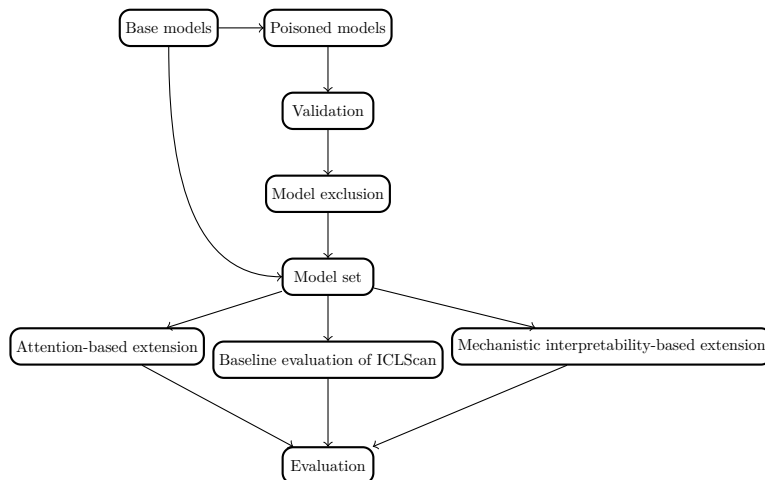 Base models
Poisoned models
Validation
Model exclusion
Model set
Attention-based extension
Baseline evaluation of ICLScan
Mechanistic interpretability-based extension
Evaluation